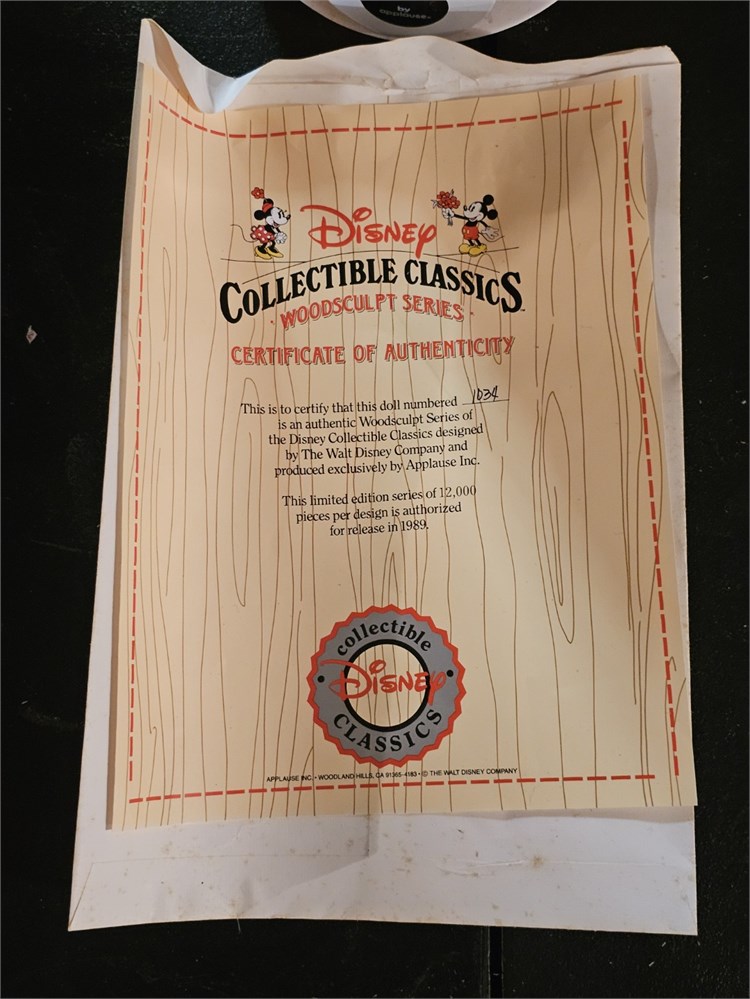 by
applause
Disney
COLLECTIBLE CLASSICS™
· WOODSCULPT SERIES ·
CERTIFICATE OF AUTHENTICITY
This is to certify that this doll numbered 1034
is an authentic Woodsculpt Series of
the Disney Collectible Classics designed
by The Walt Disney Company and
produced exclusively by Applause Inc.
This limited edition series of 12,000
pieces per design is authorized
for release in 1989.
collectible
Disney
CLASSICS
APPLAUSE INC. • WOODLAND HILLS, CA 91365-4183 • © THE WALT DISNEY COMPANY